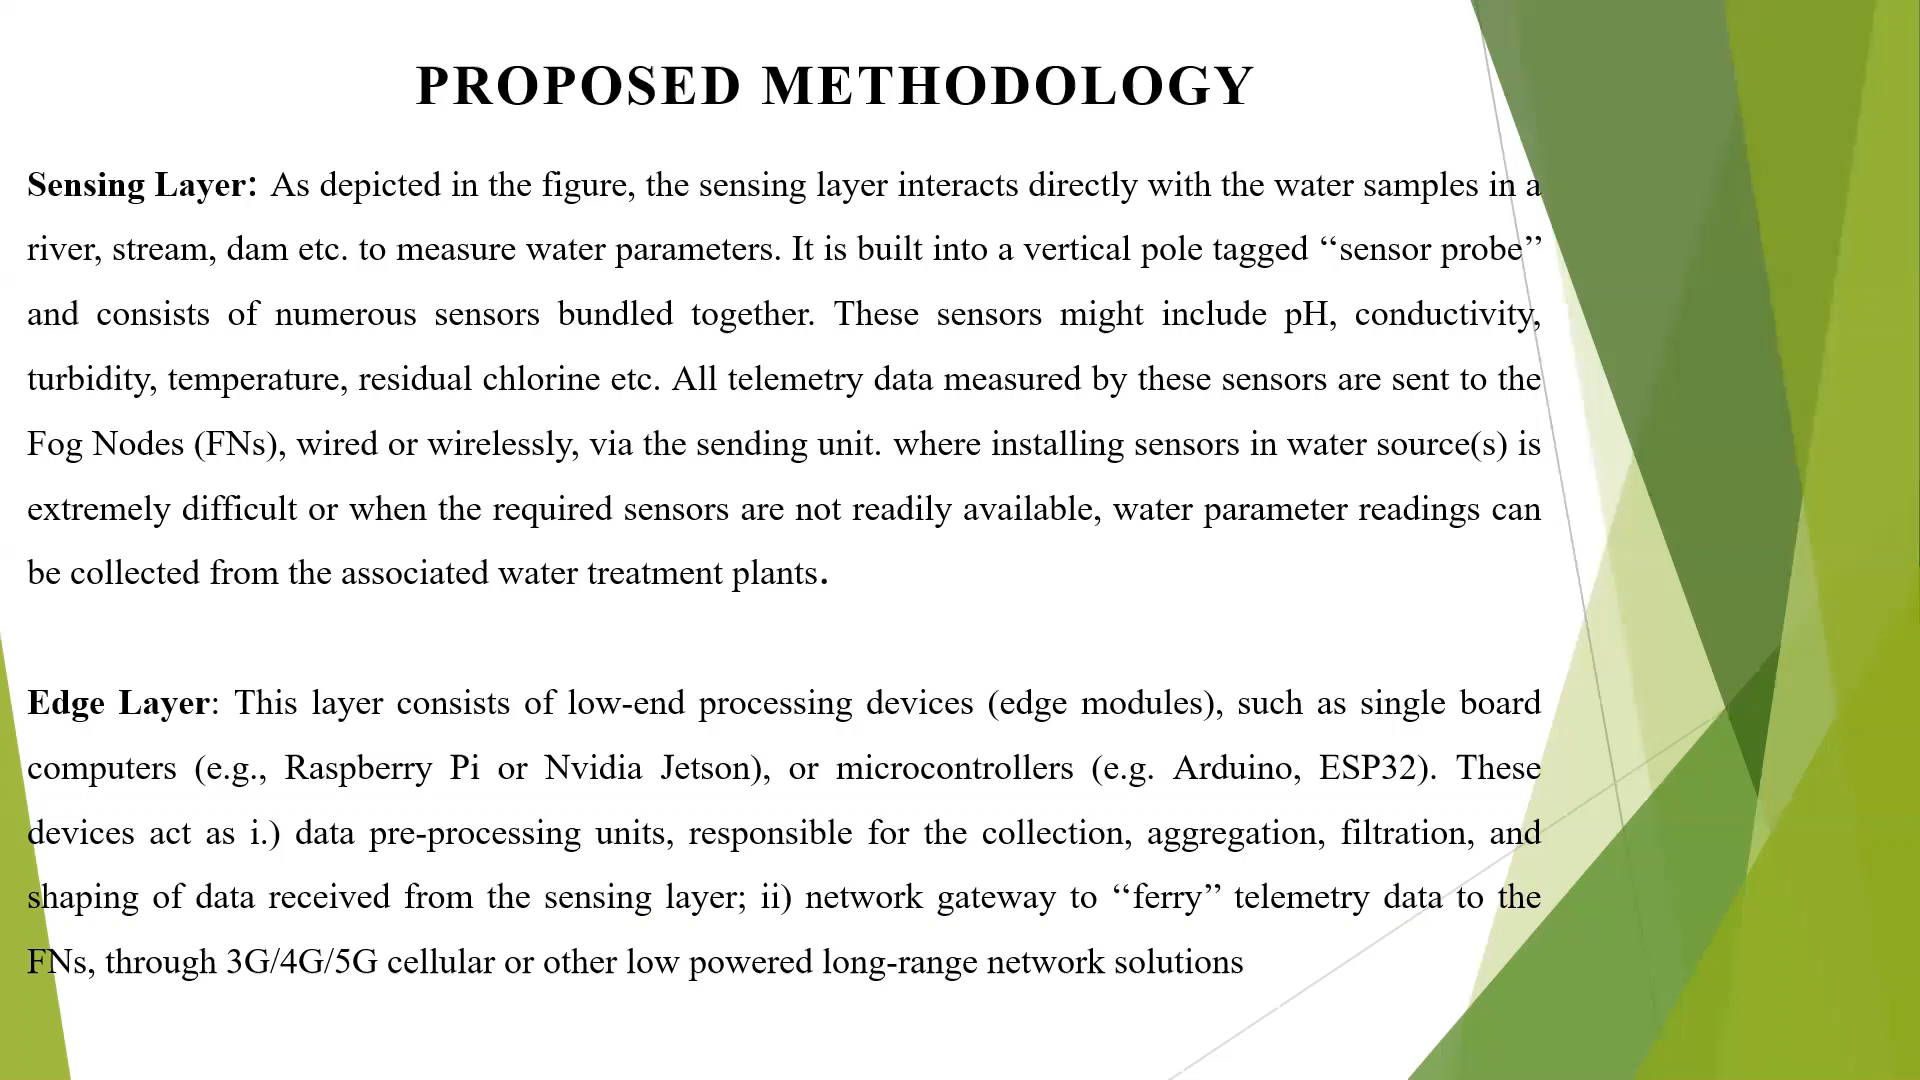 PROPOSED METHODOLOGY
Sensing Layer: As depicted in the figure, the sensing layer interacts directly with the water samples in a
river, stream, dam etc. to measure water parameters. It is built into a vertical pole tagged ‘‘sensor probe’’
and consists of numerous sensors bundled together. These sensors might include pH, conductivity,
turbidity, temperature, residual chlorine etc. All telemetry data measured by these sensors are sent to the
Fog Nodes (FNs), wired or wirelessly, via the sending unit. where installing sensors in water source(s) is
extremely difficult or when the required sensors are not readily available, water parameter readings can
be collected from the associated water treatment plants.
Edge Layer: This layer consists of low-end processing devices (edge modules), such as single board
computers (e.g., Raspberry Pi or Nvidia Jetson), or microcontrollers (e.g. Arduino, ESP32). These
devices act as i.) data pre-processing units, responsible for the collection, aggregation, filtration, and
shaping of data received from the sensing layer; ii) network gateway to ‘‘ferry’’ telemetry data to the
FNs, through 3G/4G/5G cellular or other low powered long-range network solutions